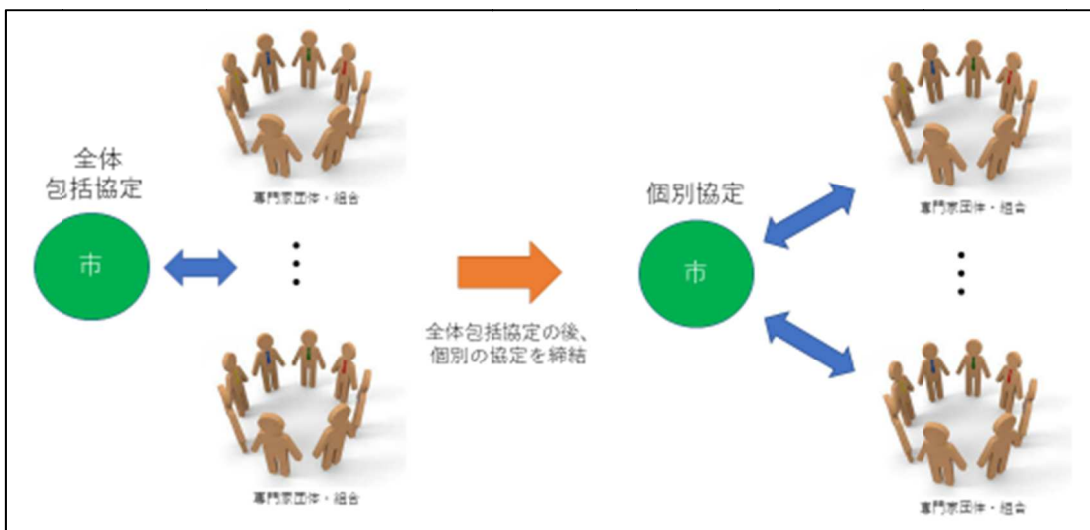 全体
包括協定
市
専門家団体・組合
専門家団体・組合
全体包括協定の後、
個別の協定を締結
個別協定
市
専門家団体・組合
専門家団体・組合